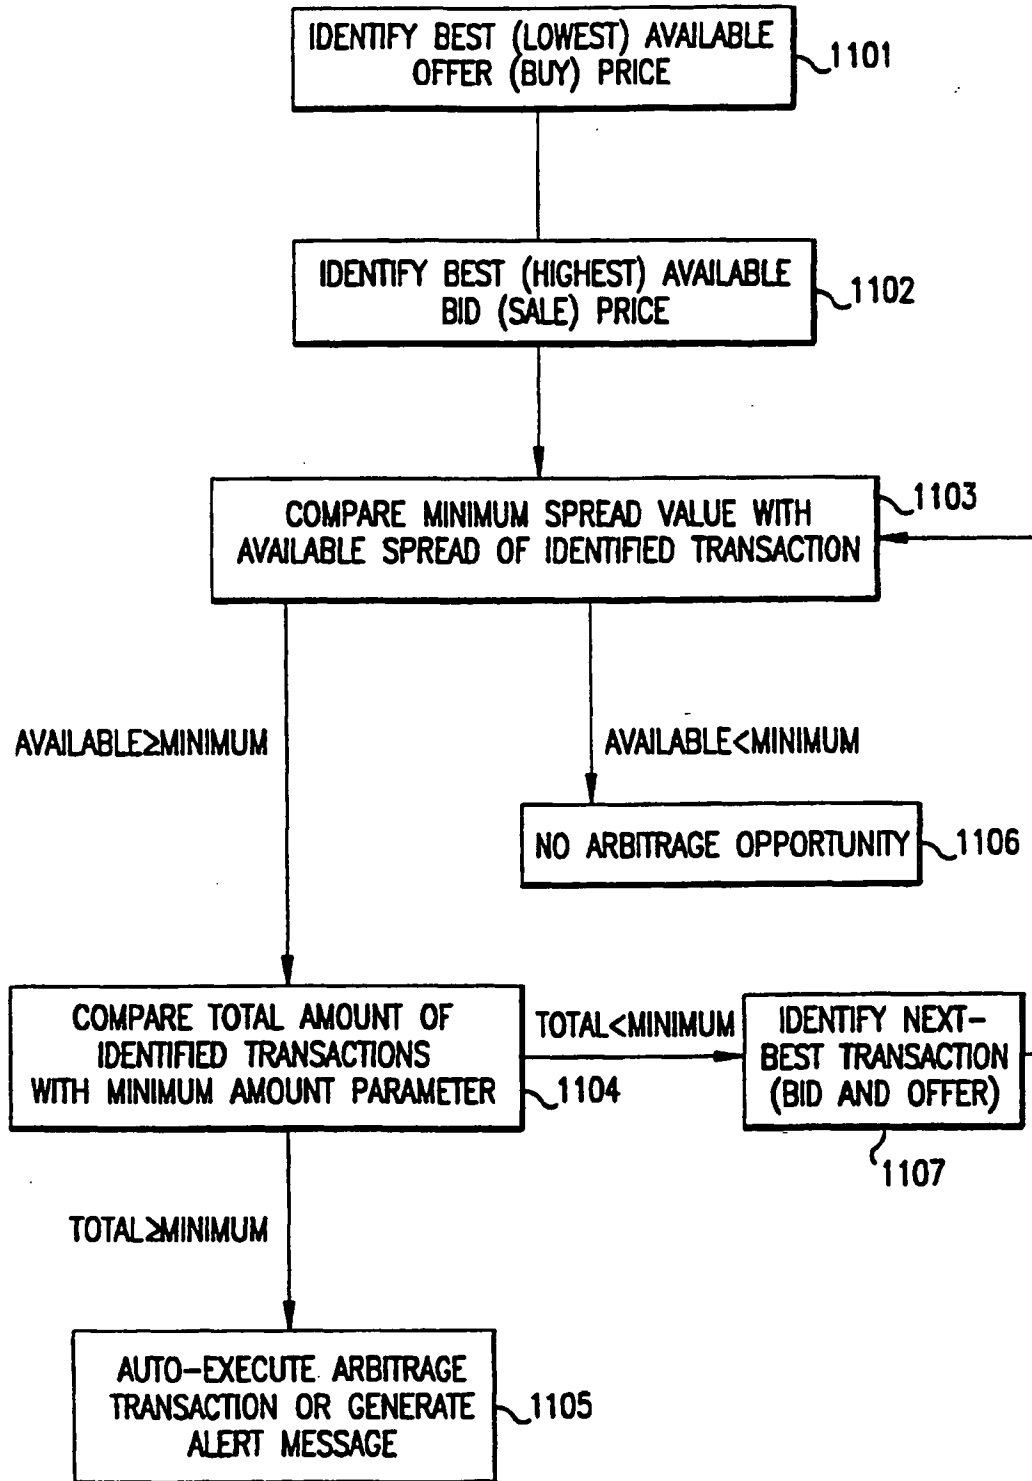 IDENTIFY BEST (LOWEST) AVAILABLE
OFFER (BUY) PRICE
1101
IDENTIFY BEST (HIGHEST) AVAILABLE
BID (SALE) PRICE
1102
COMPARE MINIMUM SPREAD VALUE WITH
AVAILABLE SPREAD OF IDENTIFIED TRANSACTION
1103
AVAILABLE≥MINIMUM
AVAILABLE<MINIMUM
NO ARBITRAGE OPPORTUNITY
1106
COMPARE TOTAL AMOUNT OF
IDENTIFIED TRANSACTIONS
WITH MINIMUM AMOUNT PARAMETER
1104
TOTAL<MINIMUM
IDENTIFY NEXT-
BEST TRANSACTION
(BID AND OFFER)
1107
TOTAL≥MINIMUM
AUTO-EXECUTE ARBITRAGE
TRANSACTION OR GENERATE
ALERT MESSAGE
1105